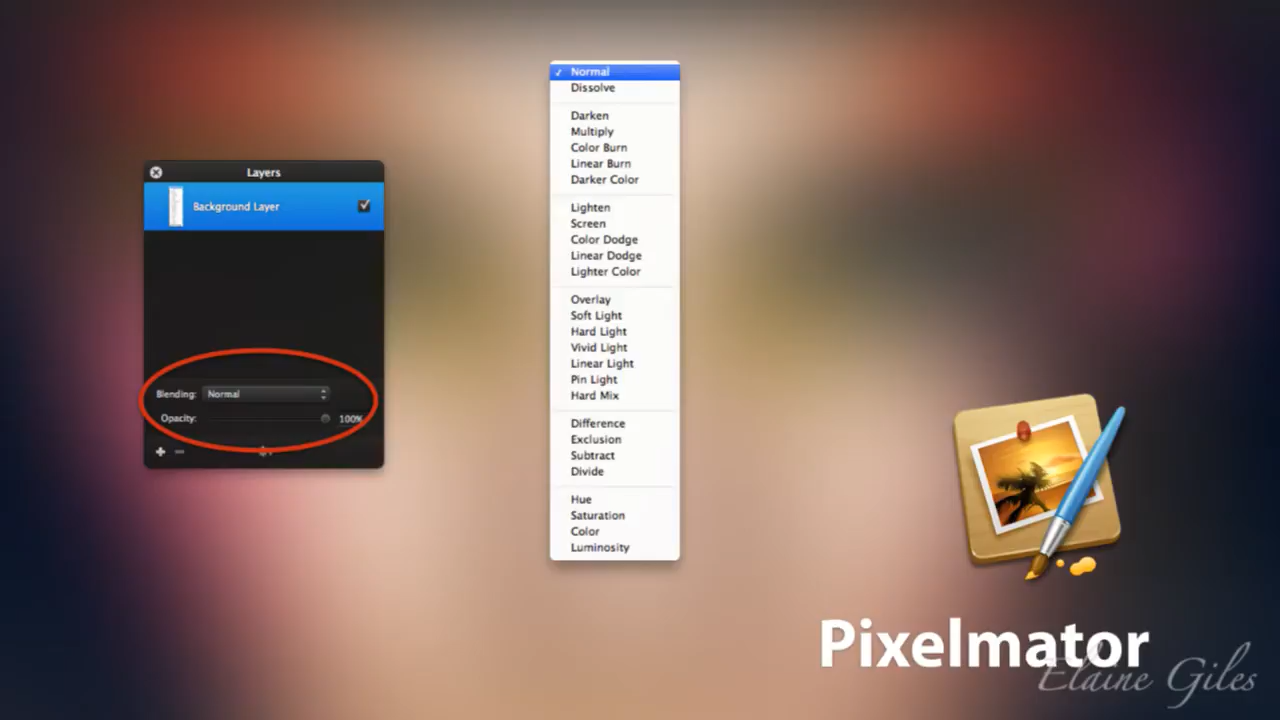 Layers
Background Layer
Blending: Normal
Opacity: 100%
Normal
Dissolve
Darken
Multiply
Color Burn
Linear Burn
Darker Color
Lighten
Screen
Color Dodge
Linear Dodge
Lighter Color
Overlay
Soft Light
Hard Light
Vivid Light
Linear Light
Pin Light
Hard Mix
Difference
Exclusion
Subtract
Divide
Hue
Saturation
Color
Luminosity
Pixelmator
Elaine Giles